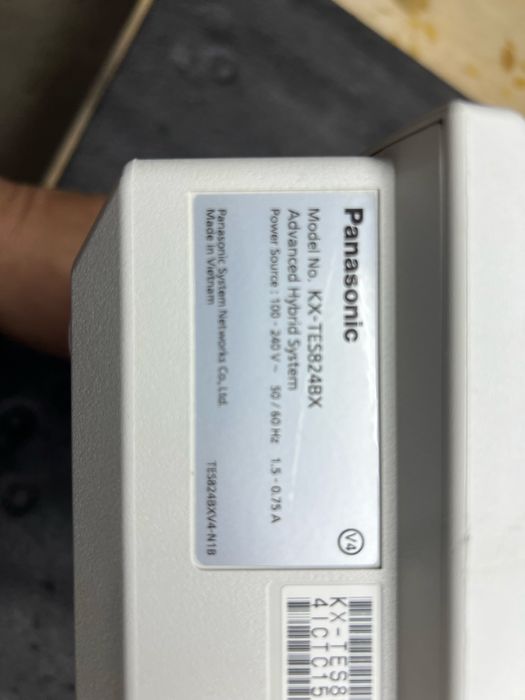 Panasonic
Model No. KX-TES824BX
Advanced Hybrid System
Power Source : 100 - 240 V ~ 50 / 60 Hz 1.5 - 0.75 A
V4
Panasonic System Networks Co., Ltd.
Made in Vietnam
TES824BXV4-N1B
KX-TES8
4ICTC15